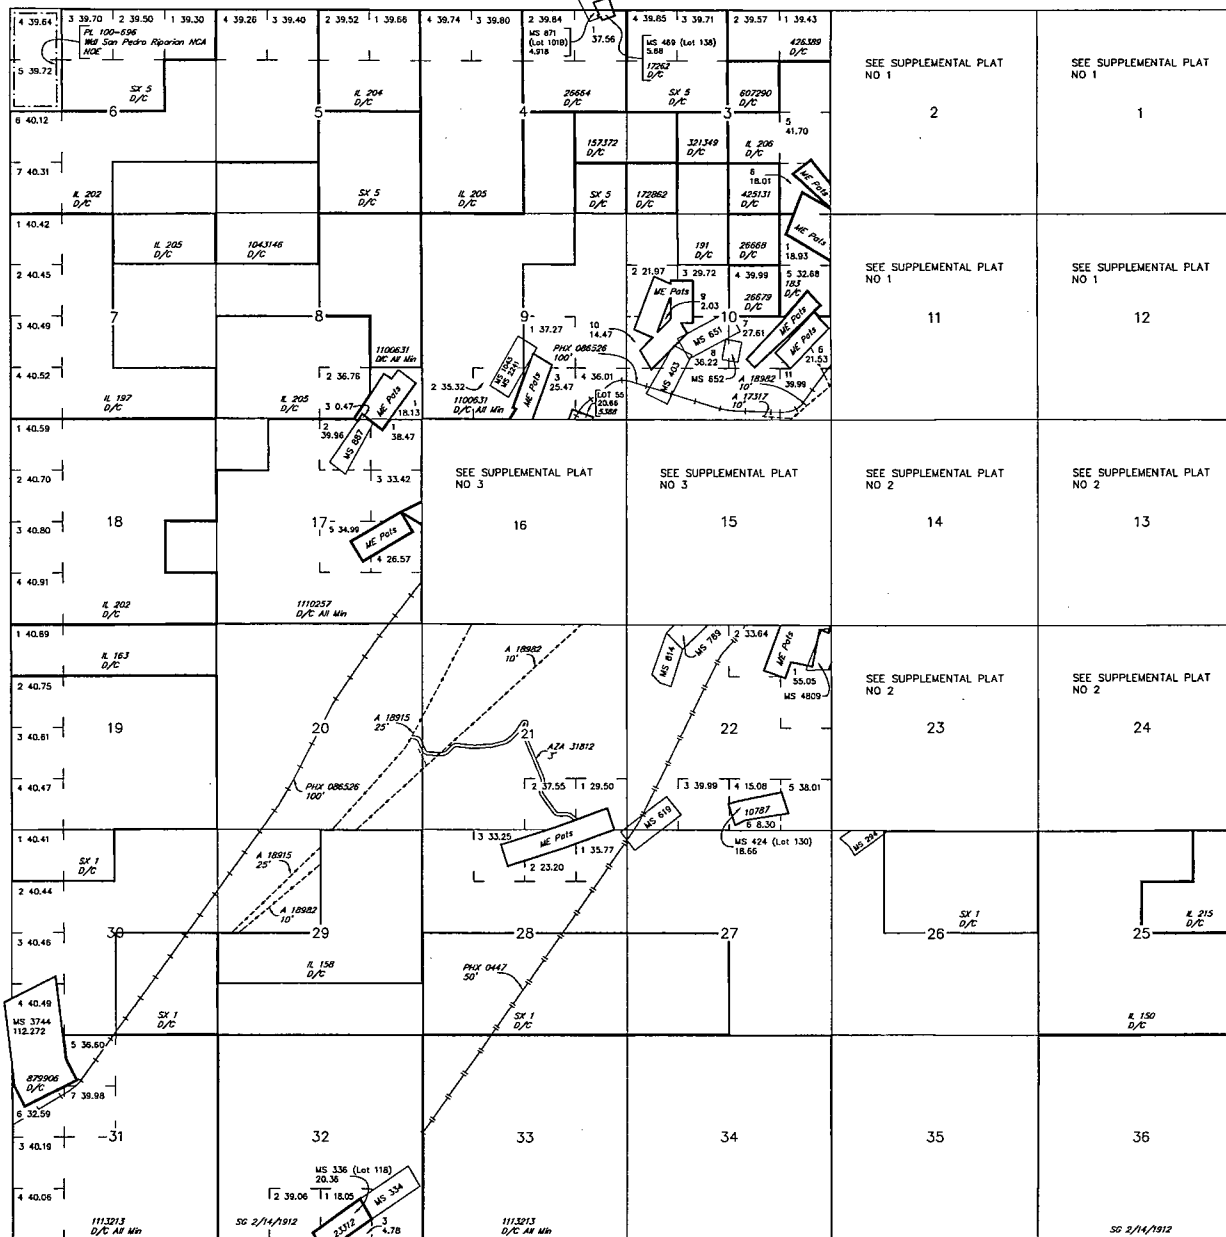 4 39.64
3 39.70
2 39.50
1 39.30
4 39.26
3 39.40
2 39.52
1 39.66
4 39.74
3 39.80
2 39.84
1
37.56
4 39.85
3 39.71
2 39.57
1 39.43
PL 100-696
Wdl San Pedro Riparian NCA
NOE
MS 871
(Lot 101B)
4.918
MS 489 (Lot 138)
5.88
17262
D/C
426389
D/C
5 39.72
SX 5
D/C
IL 204
D/C
26664
D/C
SX 5
D/C
607290
D/C
SEE SUPPLEMENTAL PLAT
NO 1
SEE SUPPLEMENTAL PLAT
NO 1
6
5
4
3
2
1
6 40.12
5
41.70
157372
D/C
321349
D/C
IL 206
D/C
7 40.31
6
18.01
ME Pats
IL 202
D/C
SX 5
D/C
IL 205
D/C
SX 5
D/C
172862
D/C
425131
D/C
ME Pats
1 40.42
IL 205
D/C
1043146
D/C
191
D/C
26668
D/C
1
18.93
SEE SUPPLEMENTAL PLAT
NO 1
SEE SUPPLEMENTAL PLAT
NO 1
2 40.45
2 21.97
3 29.72
4 39.99
5 32.68
183
D/C
ME Pats
9
2.03
26679
D/C
ME Pats
ME Pats
3 40.49
7
8
9
10
11
12
1 37.27
10
14.47
MS 651
7
27.61
6
21.53
PHX 086526
100'
8
36.22
MS 652
1100631
D/C All Min
MS 1043
MS 2241
MS 403
4 40.52
2 36.76
2 35.32
ME Pats
3
25.47
4 36.01
A 18982
10'
11
39.99
3 0.47
ME Pats
1
18.13
1100631
D/C All Min
LOT 55
20.66
5388
A 17317
10'
IL 197
D/C
IL 205
D/C
1 40.59
2
39.96
MS 887
1
38.47
2 40.70
3 33.42
SEE SUPPLEMENTAL PLAT
NO 3
SEE SUPPLEMENTAL PLAT
NO 3
SEE SUPPLEMENTAL PLAT
NO 2
SEE SUPPLEMENTAL PLAT
NO 2
3 40.80
18
17
5 34.99
ME Pats
4 26.57
16
15
14
13
4 40.91
IL 202
D/C
1110257
D/C All Min
1 40.69
IL 163
D/C
A 18982
10'
MS 814
MS 789
2 33.64
ME Pats
1
55.05
MS 4809
2 40.75
SEE SUPPLEMENTAL PLAT
NO 2
SEE SUPPLEMENTAL PLAT
NO 2
A 18915
25'
3 40.61
19
20
21
22
23
24
AZA 31812
5'
4 40.47
PHX 086526
100'
2 37.55
1 29.50
3 39.99
4 15.08
5 38.01
10787
6 8.30
MS 619
1 40.41
3 33.25
ME Pats
1 35.77
2 23.20
MS 424 (Lot 130)
18.66
MS 294
SX 1
D/C
A 18915
25'
2 40.44
A 18982
10'
SX 1
D/C
IL 215
D/C
3 40.46
30
29
28
27
26
25
IL 158
D/C
PHX 0447
50'
4 40.49
MS 3744
112.272
SX 1
D/C
SX 1
D/C
IL 150
D/C
5 36.60
879906
D/C
7 39.98
6 32.59
3 40.19
31
32
33
34
35
36
MS 336 (Lot 118)
20.36
4 40.06
2 39.06
1 18.05
MS 334
23312
3
4.78
1113213
D/C All Min
SG 2/14/1912
1113213
D/C All Min
SG 2/14/1912